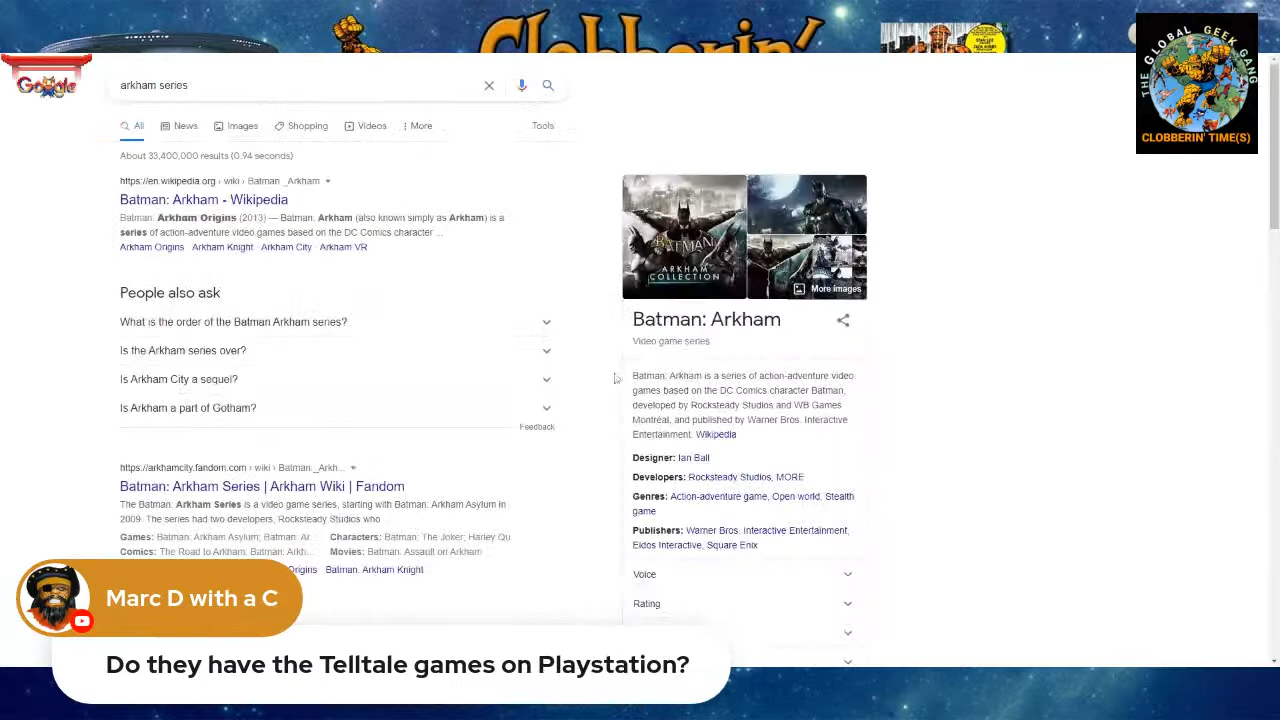 Clobberin'
STAN LEE
JACK KIRBY
THE GLOBAL GEEK GANG
CLOBBERIN' TIME(S)
Google
arkham series
All
News
Images
Shopping
Videos
More
Tools
About 33,400,000 results (0.94 seconds)
https://en.wikipedia.org › wiki › Batman:_Arkham
Batman: Arkham - Wikipedia
Batman: Arkham Origins (2013) — Batman: Arkham (also known simply as Arkham) is a
series of action-adventure video games based on the DC Comics character ...
Arkham Origins · Arkham Knight · Arkham City · Arkham VR
People also ask
What is the order of the Batman Arkham series?
Is the Arkham series over?
Is Arkham City a sequel?
Is Arkham a part of Gotham?
Feedback
https://arkhamcity.fandom.com › wiki › Batman:_Arkh...
Batman: Arkham Series | Arkham Wiki | Fandom
The Batman: Arkham Series is a video game series, starting with Batman: Arkham Asylum in
2009. The series had two developers, Rocksteady Studios who
Games: Batman: Arkham Asylum; Batman: Ar...
Characters: Batman: The Joker; Harley Qu
Comics: The Road to Arkham; Batman: Arkh...
Movies: Batman: Assault on Arkham
Origins · Batman: Arkham Knight
BATMAN
ARKHAM
COLLECTION
More images
Batman: Arkham
Video game series
Batman: Arkham is a series of action-adventure video
games based on the DC Comics character Batman,
developed by Rocksteady Studios and WB Games
Montréal, and published by Warner Bros. Interactive
Entertainment. Wikipedia
Designer: Ian Ball
Developers: Rocksteady Studios, MORE
Genres: Action-adventure game, Open world, Stealth
game
Publishers: Warner Bros. Interactive Entertainment,
Eidos Interactive, Square Enix
Voice
Rating
Marc D with a C
Do they have the Telltale games on Playstation?